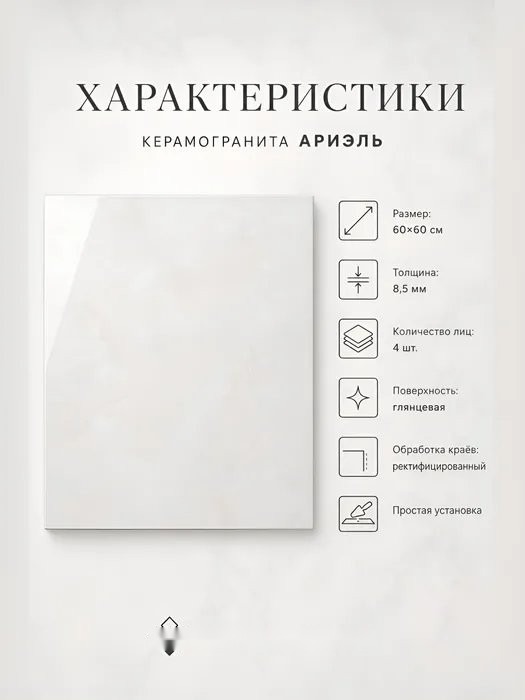 ХАРАКТЕРИСТИКИ
КЕРАМОГРАНИТА АРИЭЛЬ
Размер:
60×60 см
Толщина:
8,5 мм
Количество лиц:
4 шт.
Поверхность:
глянцевая
Обработка краёв:
ректифицированный
Простая установка